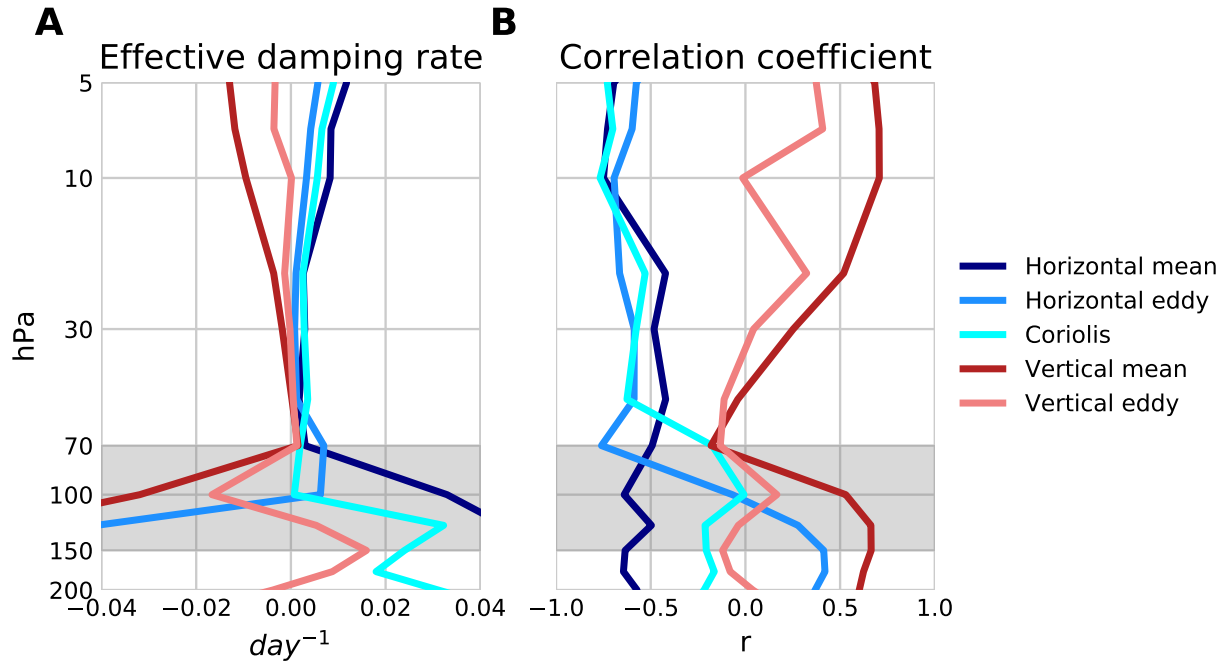 A
B
Effective damping rate
Correlation coefficient
5
10
30
70
100
150
200
hPa
−0.04 −0.02 0.00 0.02 0.04
day⁻¹
−1.0 −0.5 0.0 0.5 1.0
r
Horizontal mean
Horizontal eddy
Coriolis
Vertical mean
Vertical eddy